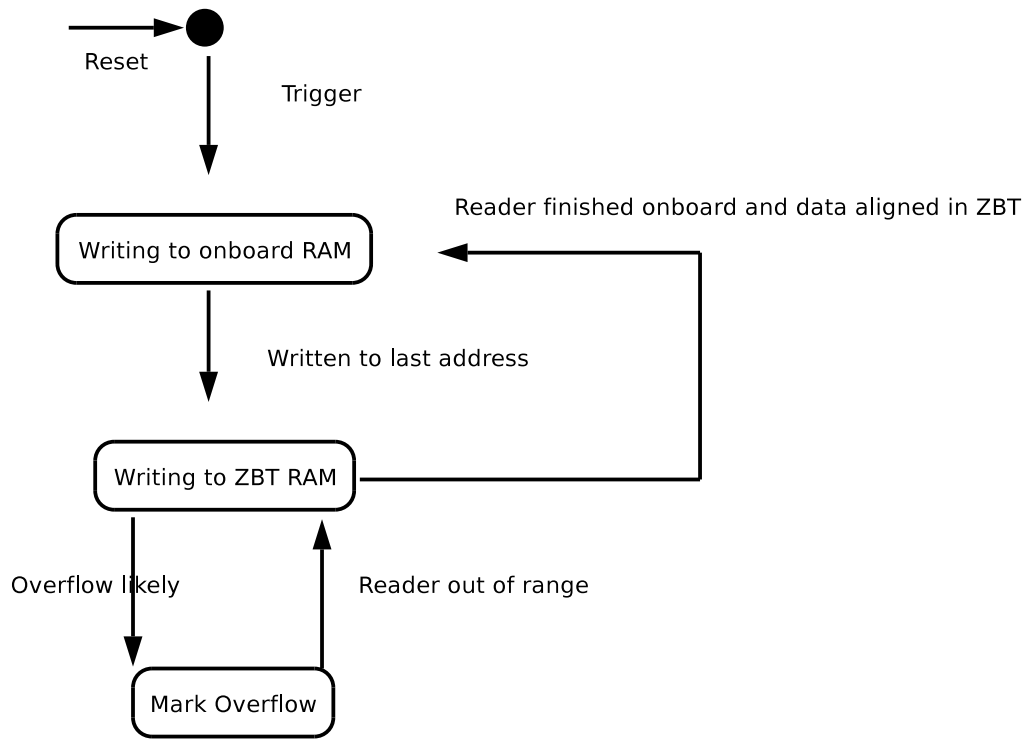 Reset
Trigger
Reader finished onboard and data aligned in ZBT
Writing to onboard RAM
Written to last address
Writing to ZBT RAM
Overflow likely
Reader out of range
Mark Overflow